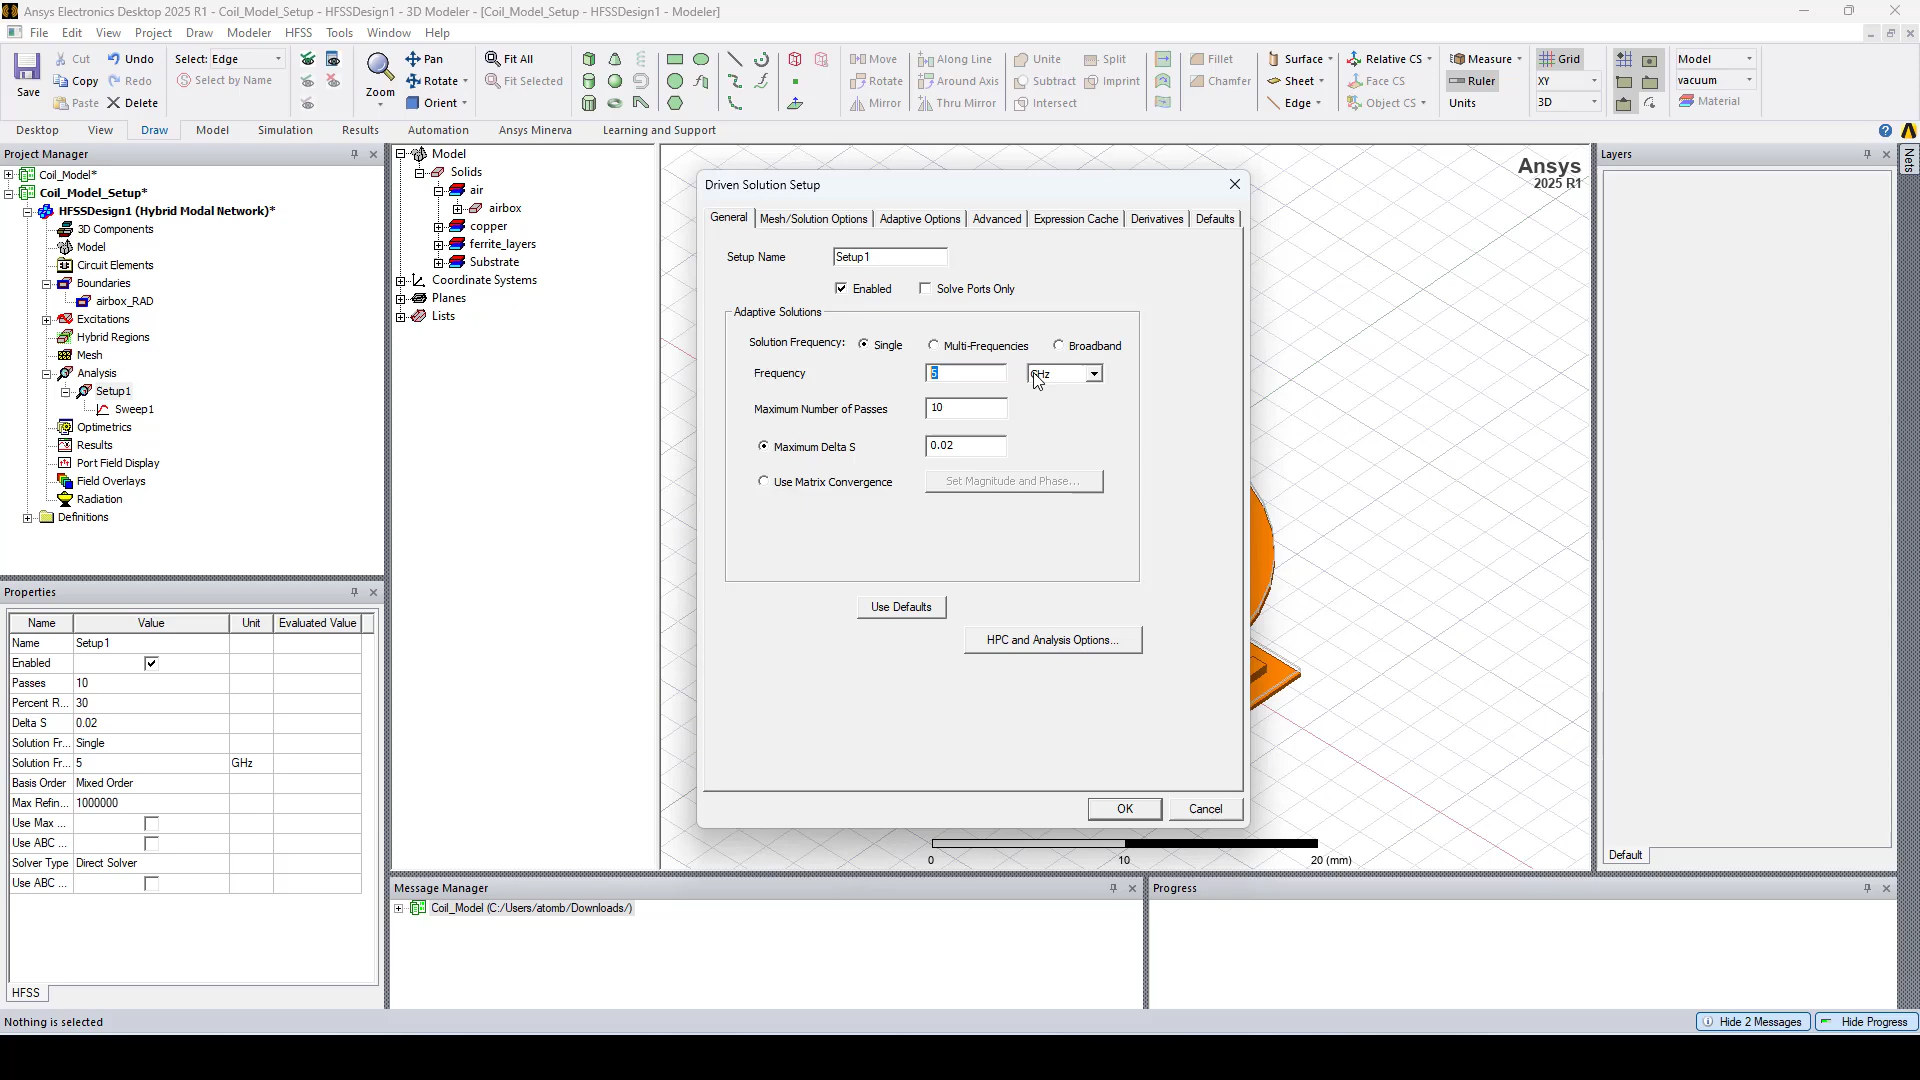 Ansys Electronics Desktop 2025 R1 - Coil_Model_Setup - HFSSDesign1 - 3D Modeler - [Coil_Model_Setup - HFSSDesign1 - Modeler]
File Edit View Project Draw Modeler HFSS Tools Window Help
Save
Cut
Copy
Paste
Undo
Redo
Delete
Select: Edge
Select by Name
Zoom
Pan
Rotate
Orient
Fit All
Fit Selected
Move
Rotate
Mirror
Along Line
Around Axis
Thru Mirror
Unite
Subtract
Intersect
Split
Imprint
Fillet
Chamfer
Surface
Sheet
Edge
Relative CS
Face CS
Object CS
Measure
Ruler
Units
Grid
XY
3D
Model
vacuum
Material
Desktop View Draw Model Simulation Results Automation Ansys Minerva Learning and Support
Project Manager
Coil_Model*
Coil_Model_Setup*
HFSSDesign1 (Hybrid Modal Network)*
3D Components
Model
Circuit Elements
Boundaries
airbox_RAD
Excitations
Hybrid Regions
Mesh
Analysis
Setup1
Sweep1
Optimetrics
Results
Port Field Display
Field Overlays
Radiation
Definitions
Properties
Name Value Unit Evaluated Value
Name Setup1
Enabled
Passes 10
Percent R... 30
Delta S 0.02
Solution Fr... Single
Solution Fr... 5 GHz
Basis Order Mixed Order
Max Refin... 1000000
Use Max ...
Use ABC ...
Solver Type Direct Solver
Use ABC ...
HFSS
Model
Solids
air
airbox
copper
ferrite_layers
Substrate
Coordinate Systems
Planes
Lists
Driven Solution Setup
General Mesh/Solution Options Adaptive Options Advanced Expression Cache Derivatives Defaults
Setup Name Setup1
Enabled Solve Ports Only
Adaptive Solutions
Solution Frequency: Single Multi-Frequencies Broadband
Frequency 5 GHz
Maximum Number of Passes 10
Maximum Delta S 0.02
Use Matrix Convergence Set Magnitude and Phase...
Use Defaults
HPC and Analysis Options...
OK Cancel
Ansys
2025 R1
0 10 20 (mm)
Layers
Nets
Default
Message Manager
Coil_Model (C:/Users/atomb/Downloads/)
Progress
Nothing is selected
Hide 2 Messages Hide Progress